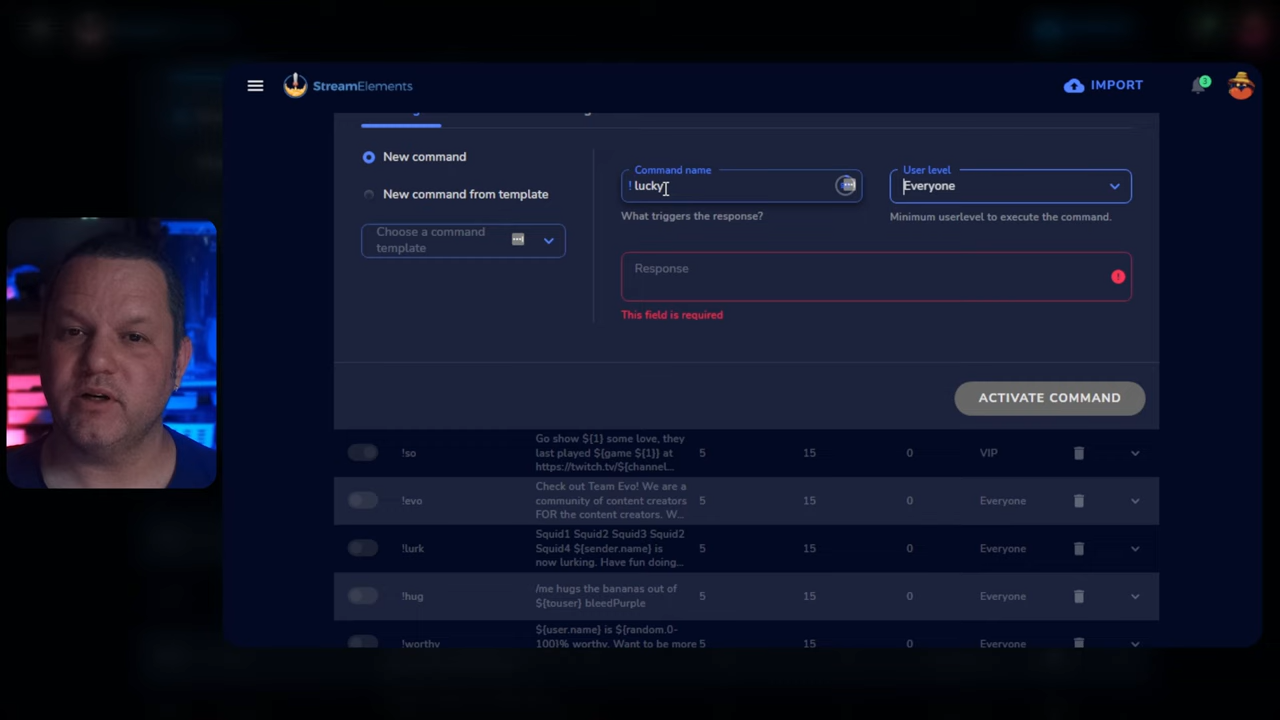 StreamElements
IMPORT
3
New command
Command name
! lucky
User level
Everyone
New command from template
What triggers the response?
Minimum userlevel to execute the command.
Choose a command
template
Response
This field is required
ACTIVATE COMMAND
!so
Go show ${1} some love, they
last played ${game ${1}} at
https://twitch.tv/${channel...
5
15
0
VIP
!evo
Check out Team Evo! We are a
community of content creators
FOR the content creators. W...
5
15
0
Everyone
!lurk
Squid1 Squid2 Squid3 Squid2
Squid4 ${sender.name} is
now lurking. Have fun doing...
5
15
0
Everyone
!hug
/me hugs the bananas out of
${touser} bleedPurple
5
15
0
Everyone
!worthy
${user.name} is ${random.0-
100}% worthy. Want to be more
5
15
0
Everyone